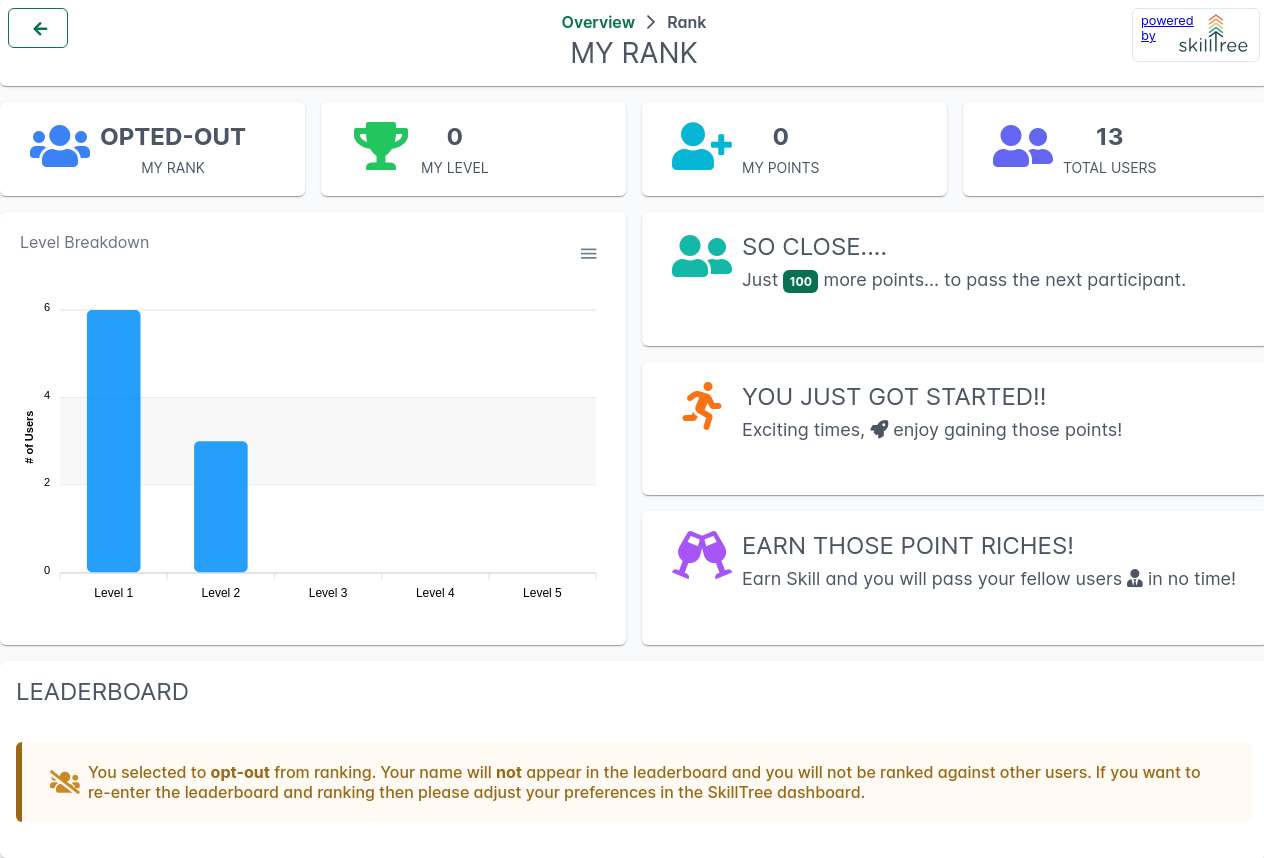 Overview > Rank
MY RANK
powered
by
skilltree
OPTED-OUT
MY RANK
0
MY LEVEL
0
MY POINTS
13
TOTAL USERS
Level Breakdown
6
4
2
0
# of Users
Level 1 Level 2 Level 3 Level 4 Level 5
SO CLOSE....
Just 100 more points... to pass the next participant.
YOU JUST GOT STARTED!!
Exciting times, enjoy gaining those points!
EARN THOSE POINT RICHES!
Earn Skill and you will pass your fellow users in no time!
LEADERBOARD
You selected to opt-out from ranking. Your name will not appear in the leaderboard and you will not be ranked against other users. If you want to
re-enter the leaderboard and ranking then please adjust your preferences in the SkillTree dashboard.